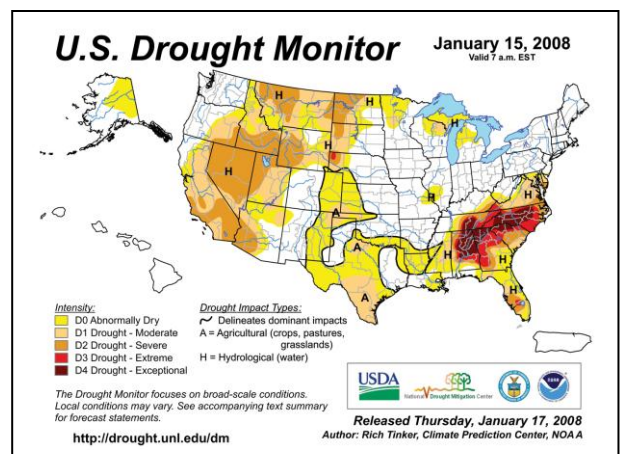 U.S. Drought Monitor
January 15, 2008
Valid 7 a.m. EST
H
H
H
H
H
H
A
H
H
A
H
H
A
H
Intensity:
D0 Abnormally Dry
D1 Drought - Moderate
D2 Drought - Severe
D3 Drought - Extreme
D4 Drought - Exceptional
Drought Impact Types:
Delineates dominant impacts
A = Agricultural (crops, pastures,
grasslands)
H = Hydrological (water)
The Drought Monitor focuses on broad-scale conditions.
Local conditions may vary. See accompanying text summary
for forecast statements.
http://drought.unl.edu/dm
USDA
National Drought Mitigation Center
Released Thursday, January 17, 2008
Author: Rich Tinker, Climate Prediction Center, NOAA